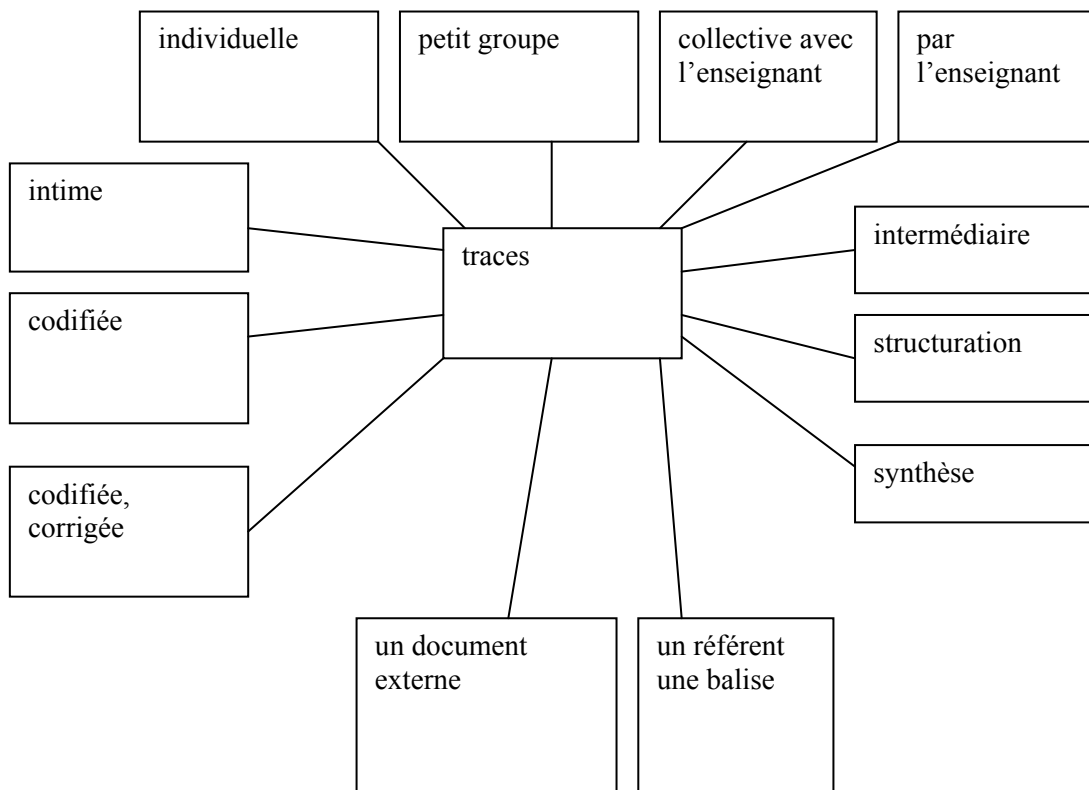 individuelle
petit groupe
collective avec
l’enseignant
par
l’enseignant
intime
traces
intermédiaire
codifiée
structuration
codifiée,
corrigée
synthèse
un document
externe
un référent
une balise